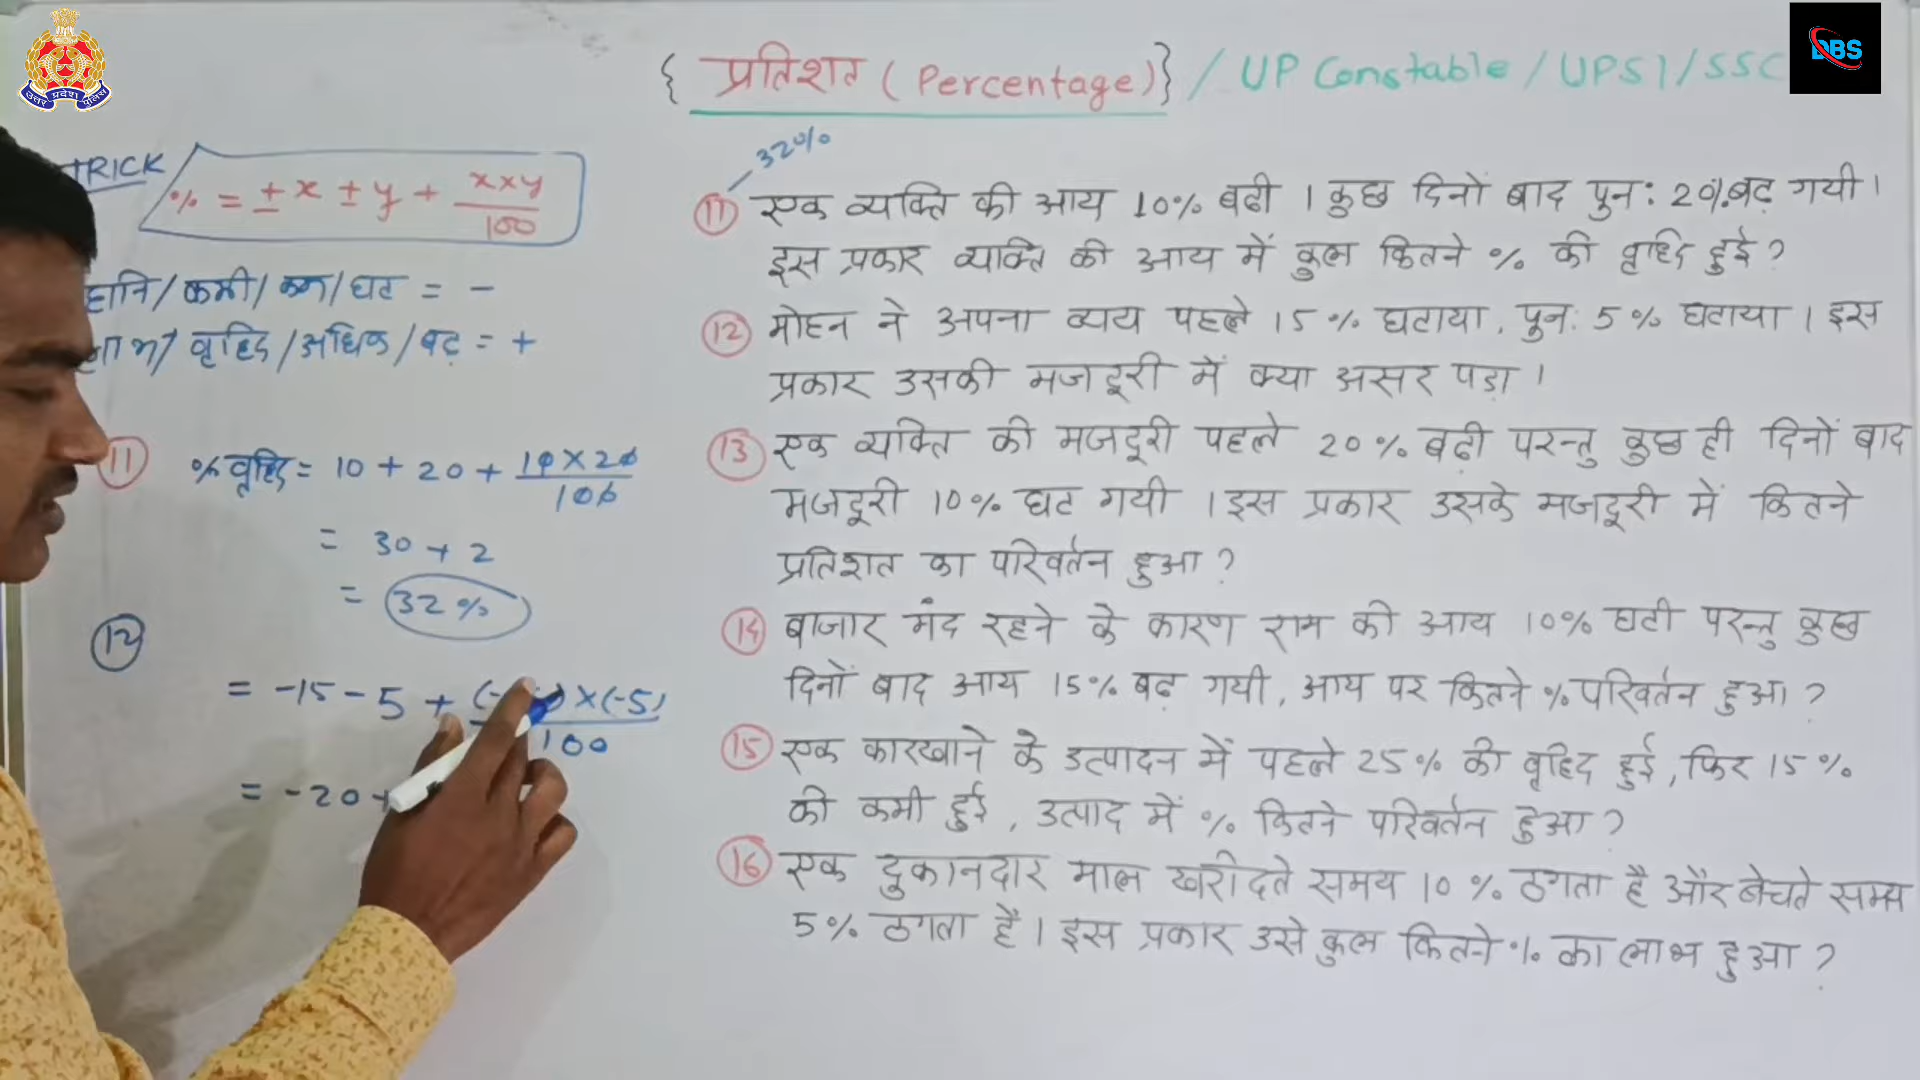 उत्तर प्रदेश पुलिस
DBS
{ प्रतिशत ( Percentage ) } / UP Constable / UPSI / SSC
TRICK
% = ± x ± y + x×y/100
हानि / कमी / कम / घट = -
लाभ / वृद्धि / अधिक / बढ़ = +
⑪ % वृद्धि = 10 + 20 + 10×20/100
= 30 + 2
= 32%
⑫
= -15 - 5 + × (-5)/100
= -20 +
32%
⑪ एक व्यक्ति की आय 10% बढी । कुछ दिनों बाद पुनः 20% बढ़ गयी ।
इस प्रकार व्यक्ति की आय में कुल कितने % की वृद्धि हुई ?
⑫ मोहन ने अपना व्यय पहले 15% घटाया, पुनः 5% घटाया । इस
प्रकार उसकी मजदूरी में क्या असर पड़ा ।
⑬ एक व्यक्ति की मजदूरी पहले 20% बढ़ी परन्तु कुछ ही दिनों बाद
मजदूरी 10% घट गयी । इस प्रकार उसके मजदूरी में कितने
प्रतिशत का परिवर्तन हुआ ?
⑭ बाजार मंद रहने के कारण राम की आय 10% घटी परन्तु कुछ
दिनों बाद आय 15% बढ़ गयी, आय पर कितने % परिवर्तन हुआ ?
⑮ एक कारखाने के उत्पादन में पहले 25% की वृद्धि हुई, फिर 15%
की कमी हुई, उत्पाद में % कितने परिवर्तन हुआ ?
⑯ एक दुकानदार माल खरीदते समय 10% ठगता है और बेचते समय
5% ठगता है । इस प्रकार उसे कुल कितने % का लाभ हुआ ?